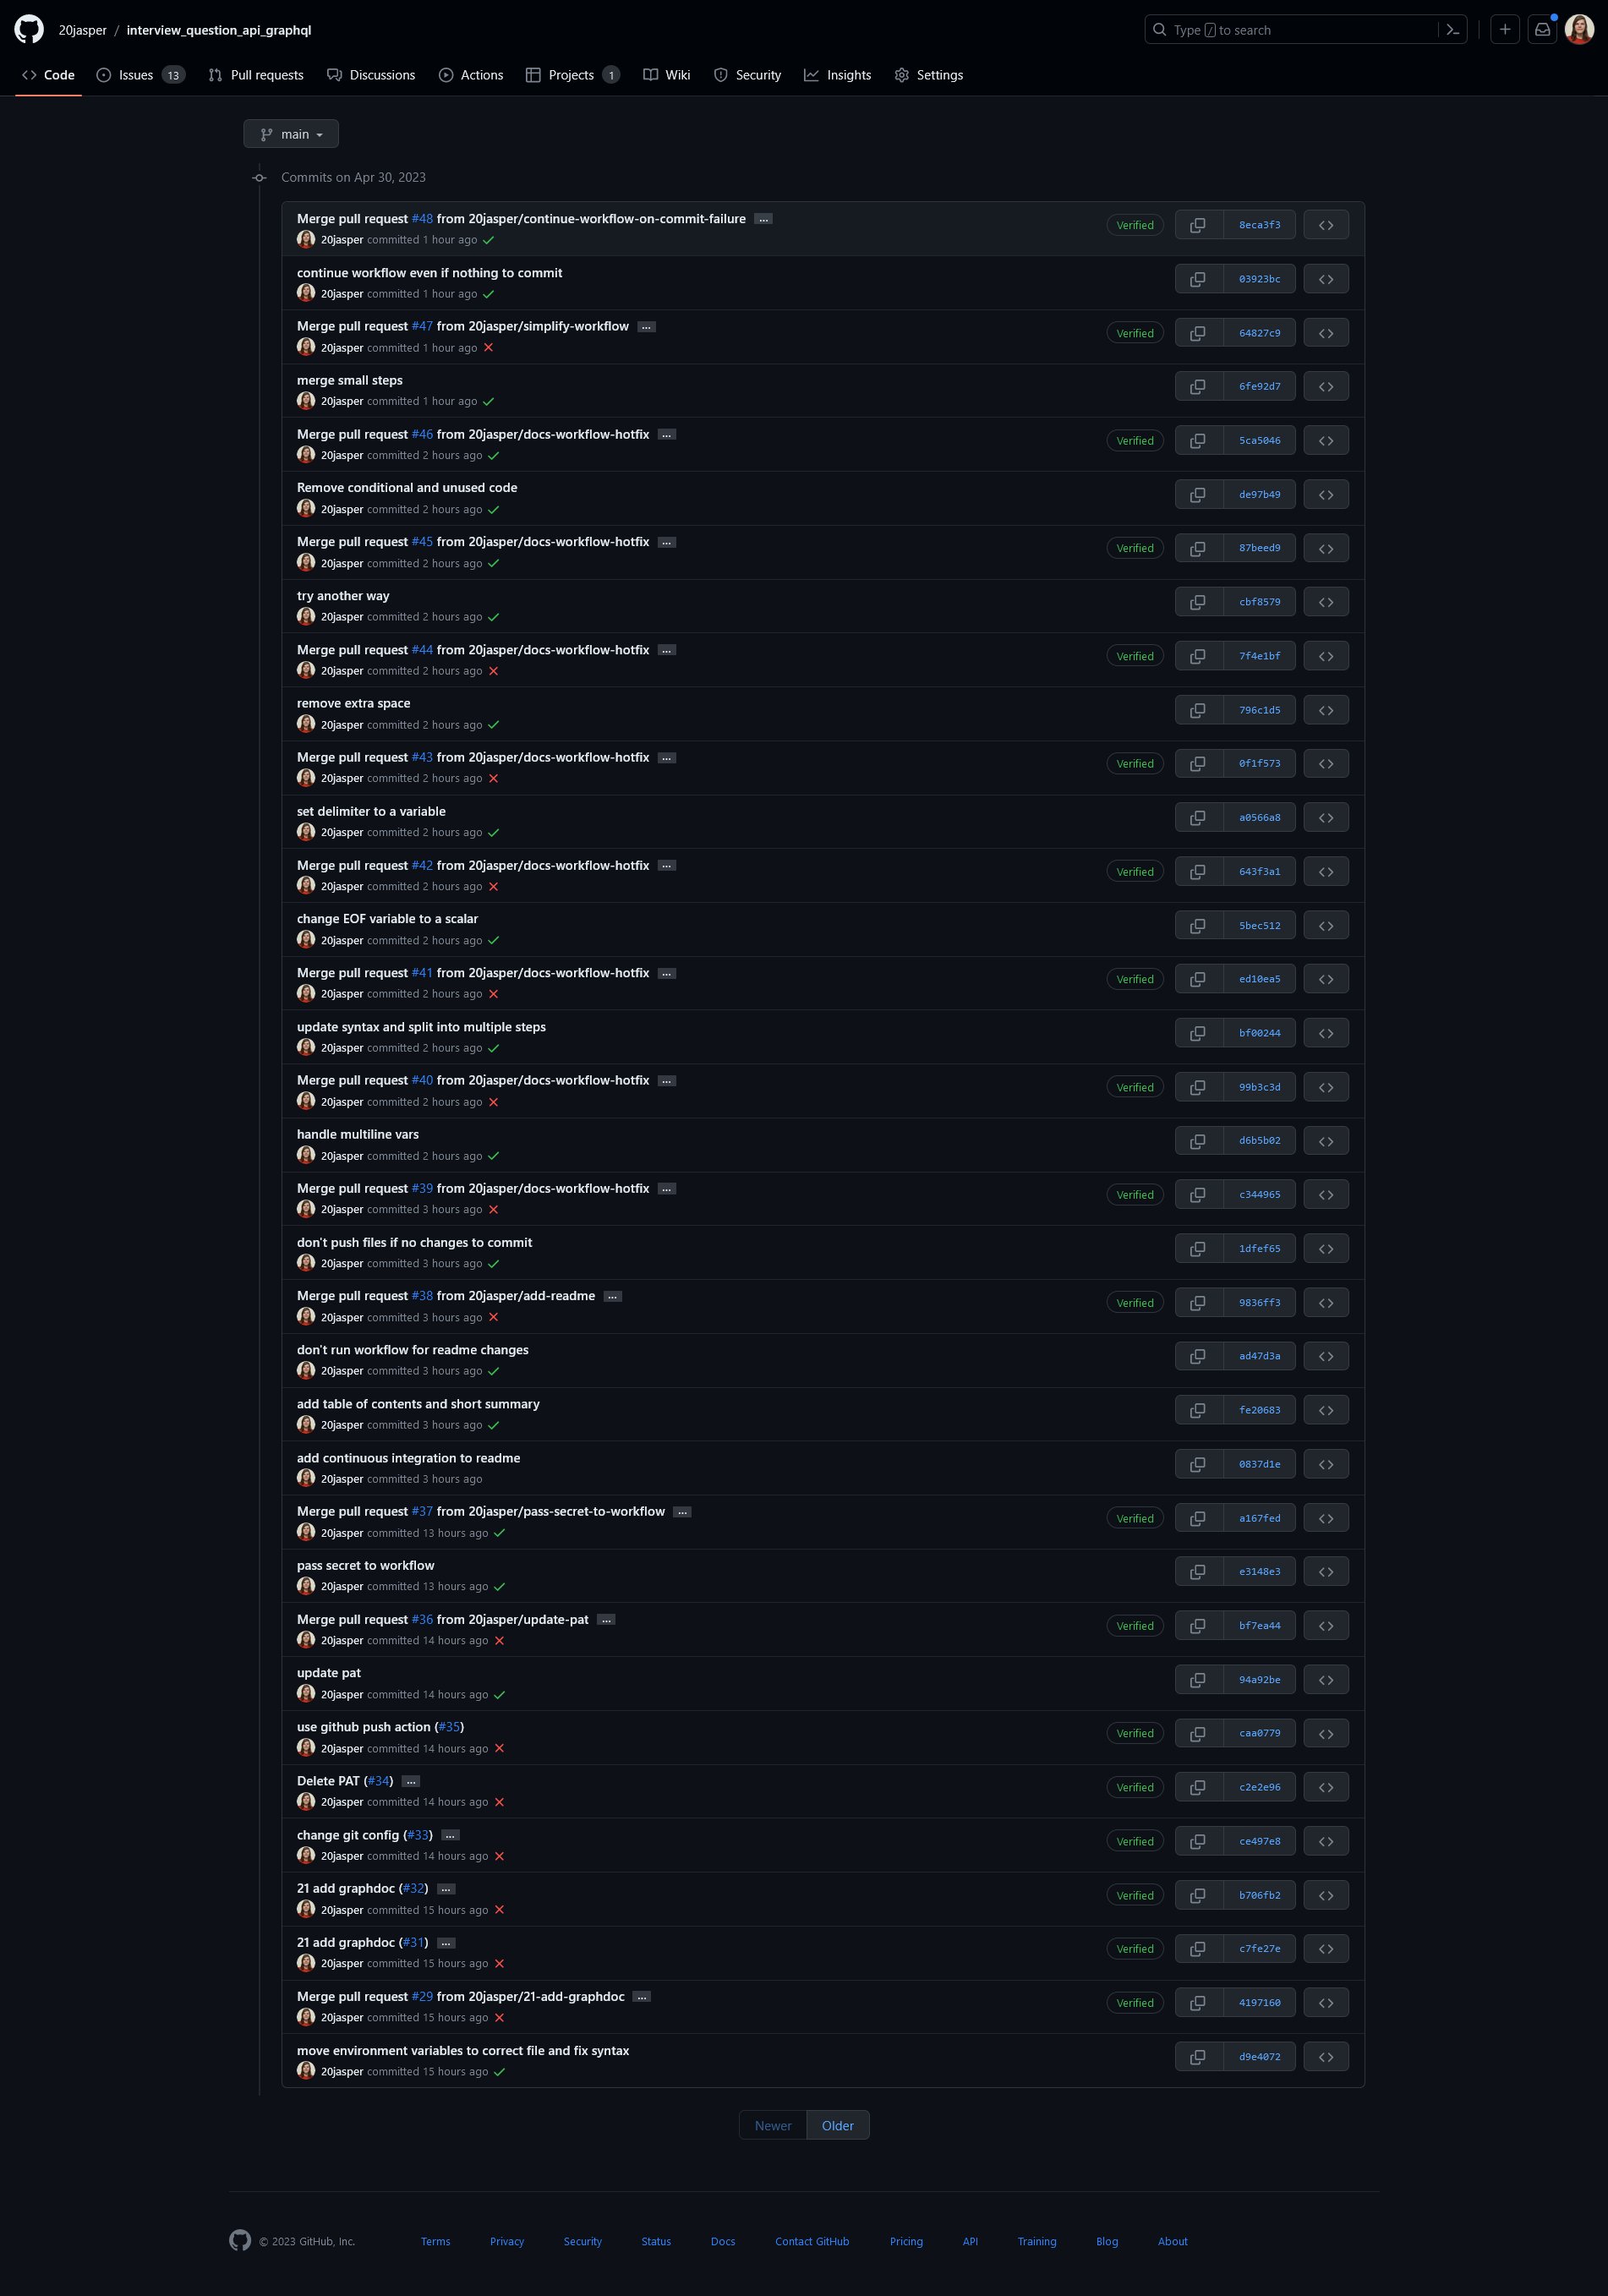 20jasper / interview_question_api_graphql
Type / to search
Code
Issues 13
Pull requests
Discussions
Actions
Projects 1
Wiki
Security
Insights
Settings
main
Commits on Apr 30, 2023
Merge pull request #48 from 20jasper/continue-workflow-on-commit-failure ...
20jasper committed 1 hour ago
Verified
8eca3f3
continue workflow even if nothing to commit
20jasper committed 1 hour ago
03923bc
Merge pull request #47 from 20jasper/simplify-workflow ...
20jasper committed 1 hour ago
Verified
64827c9
merge small steps
20jasper committed 1 hour ago
6fe92d7
Merge pull request #46 from 20jasper/docs-workflow-hotfix ...
20jasper committed 2 hours ago
Verified
5ca5046
Remove conditional and unused code
20jasper committed 2 hours ago
de97b49
Merge pull request #45 from 20jasper/docs-workflow-hotfix ...
20jasper committed 2 hours ago
Verified
87beed9
try another way
20jasper committed 2 hours ago
cbf8579
Merge pull request #44 from 20jasper/docs-workflow-hotfix ...
20jasper committed 2 hours ago
Verified
7f4e1bf
remove extra space
20jasper committed 2 hours ago
796c1d5
Merge pull request #43 from 20jasper/docs-workflow-hotfix ...
20jasper committed 2 hours ago
Verified
0f1f573
set delimiter to a variable
20jasper committed 2 hours ago
a0566a8
Merge pull request #42 from 20jasper/docs-workflow-hotfix ...
20jasper committed 2 hours ago
Verified
643f3a1
change EOF variable to a scalar
20jasper committed 2 hours ago
5bec512
Merge pull request #41 from 20jasper/docs-workflow-hotfix ...
20jasper committed 2 hours ago
Verified
ed10ea5
update syntax and split into multiple steps
20jasper committed 2 hours ago
bf00244
Merge pull request #40 from 20jasper/docs-workflow-hotfix ...
20jasper committed 2 hours ago
Verified
99b3c3d
handle multiline vars
20jasper committed 2 hours ago
d6b5b02
Merge pull request #39 from 20jasper/docs-workflow-hotfix ...
20jasper committed 3 hours ago
Verified
c344965
don't push files if no changes to commit
20jasper committed 3 hours ago
1dfef65
Merge pull request #38 from 20jasper/add-readme ...
20jasper committed 3 hours ago
Verified
9836ff3
don't run workflow for readme changes
20jasper committed 3 hours ago
ad47d3a
add table of contents and short summary
20jasper committed 3 hours ago
fe20683
add continuous integration to readme
20jasper committed 3 hours ago
0837d1e
Merge pull request #37 from 20jasper/pass-secret-to-workflow ...
20jasper committed 13 hours ago
Verified
a167fed
pass secret to workflow
20jasper committed 13 hours ago
e3148e3
Merge pull request #36 from 20jasper/update-pat ...
20jasper committed 14 hours ago
Verified
bf7ea44
update pat
20jasper committed 14 hours ago
94a92be
use github push action (#35)
20jasper committed 14 hours ago
Verified
caa0779
Delete PAT (#34) ...
20jasper committed 14 hours ago
Verified
c2e2e96
change git config (#33) ...
20jasper committed 14 hours ago
Verified
ce497e8
21 add graphdoc (#32) ...
20jasper committed 15 hours ago
Verified
b706fb2
21 add graphdoc (#31) ...
20jasper committed 15 hours ago
Verified
c7fe27e
Merge pull request #29 from 20jasper/21-add-graphdoc ...
20jasper committed 15 hours ago
Verified
4197160
move environment variables to correct file and fix syntax
20jasper committed 15 hours ago
d9e4072
Newer Older
© 2023 GitHub, Inc. Terms Privacy Security Status Docs Contact GitHub Pricing API Training Blog About